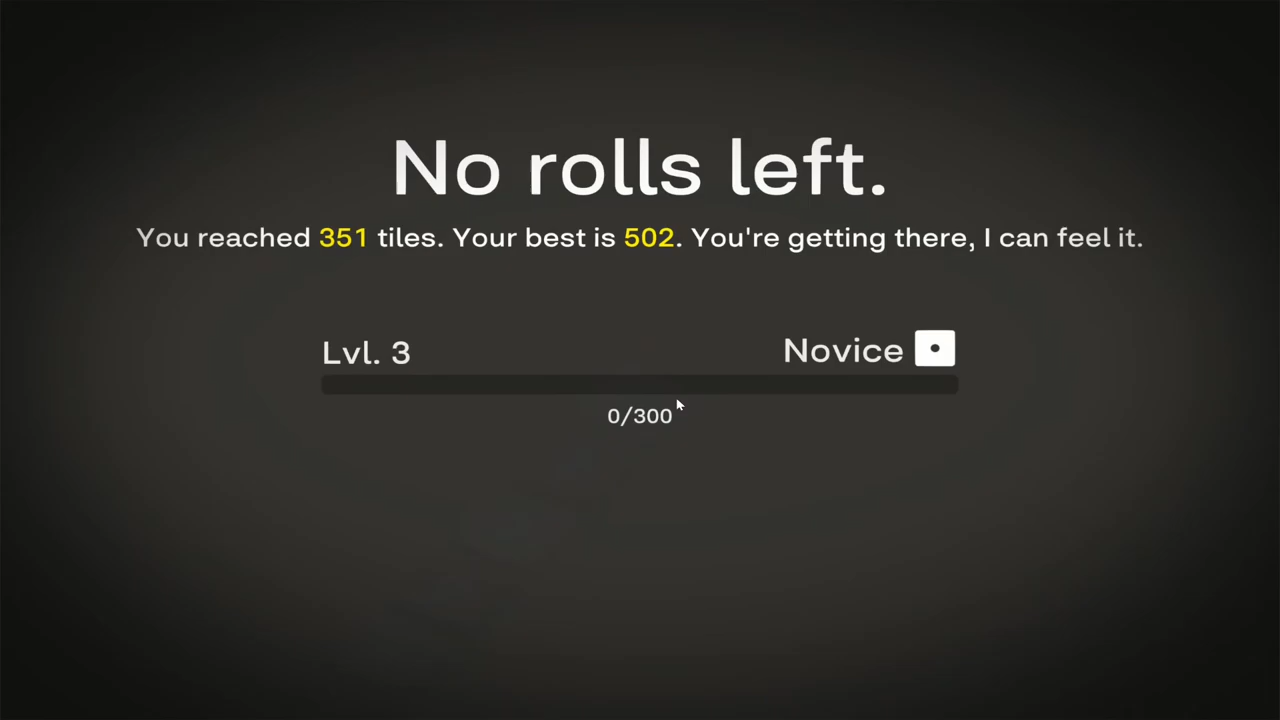 No rolls left.
You reached 351 tiles. Your best is 502. You're getting there, I can feel it.
Lvl. 3
Novice
0/300